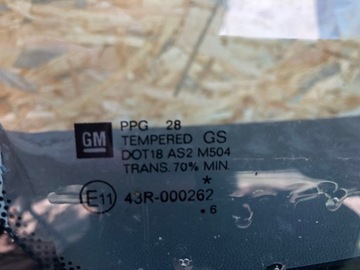 GM
PPG 28
TEMPERED GS
DOT18 AS2 M504
TRANS. 70% MIN.
*
E11 43R-000262
.6